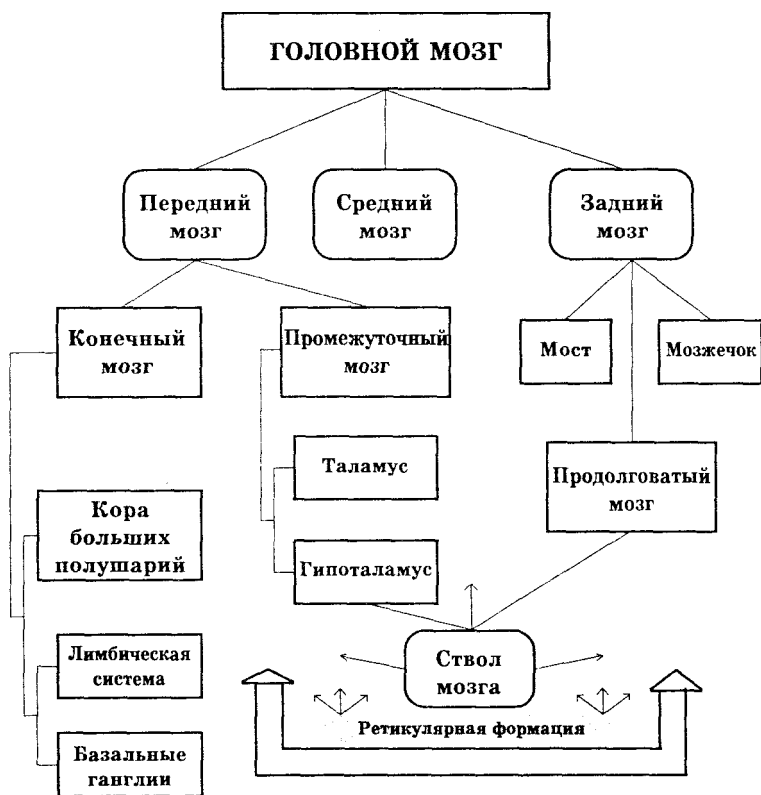 ГОЛОВНОЙ МОЗГ
Передний
мозг
Средний
мозг
Задний
мозг
Конечный
мозг
Промежуточный
мозг
Мост
Мозжечок
Таламус
Продолговатый
мозг
Кора
больших
полушарий
Гипоталамус
Лимбическая
система
Ствол
мозга
Ретикулярная формация
Базальные
ганглии